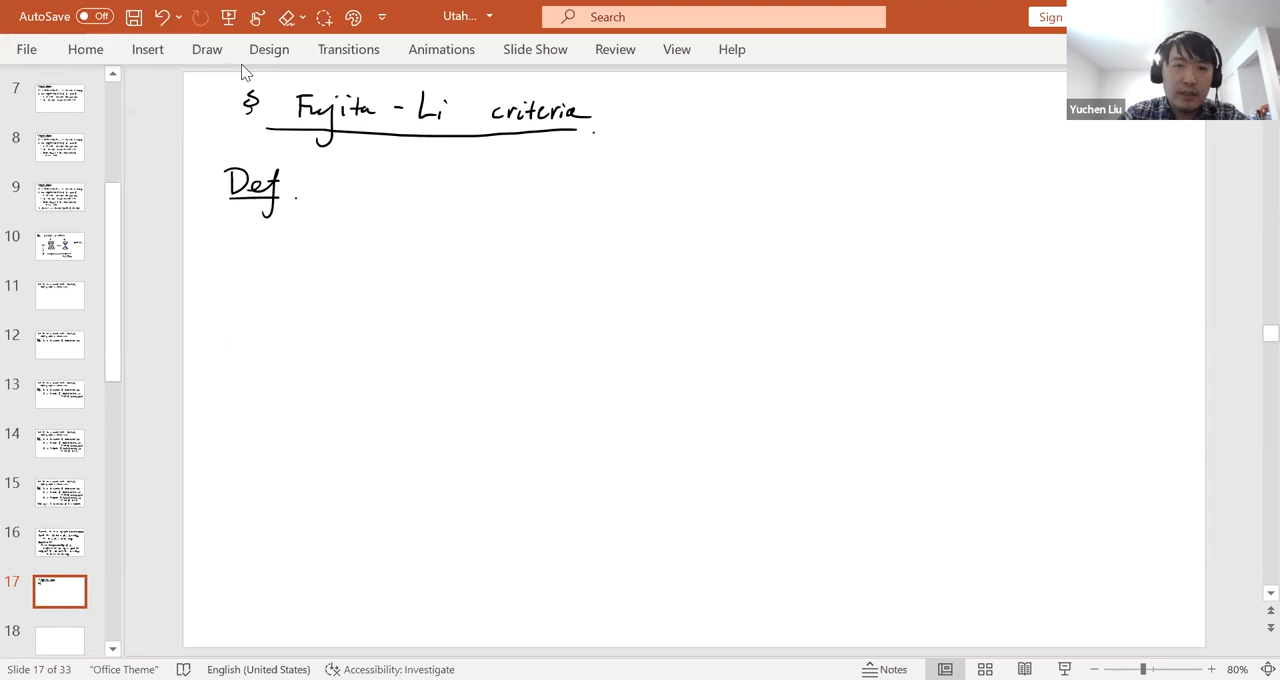 AutoSave Off Utah... Search Sign
File Home Insert Draw Design Transitions Animations Slide Show Review View Help
Yuchen Liu
§ Fujita - Li criteria.
Def.
7
8
9
10
11
12
13
14
15
16
17
18
Slide 17 of 33 "Office Theme" English (United States) Accessibility: Investigate Notes 80%